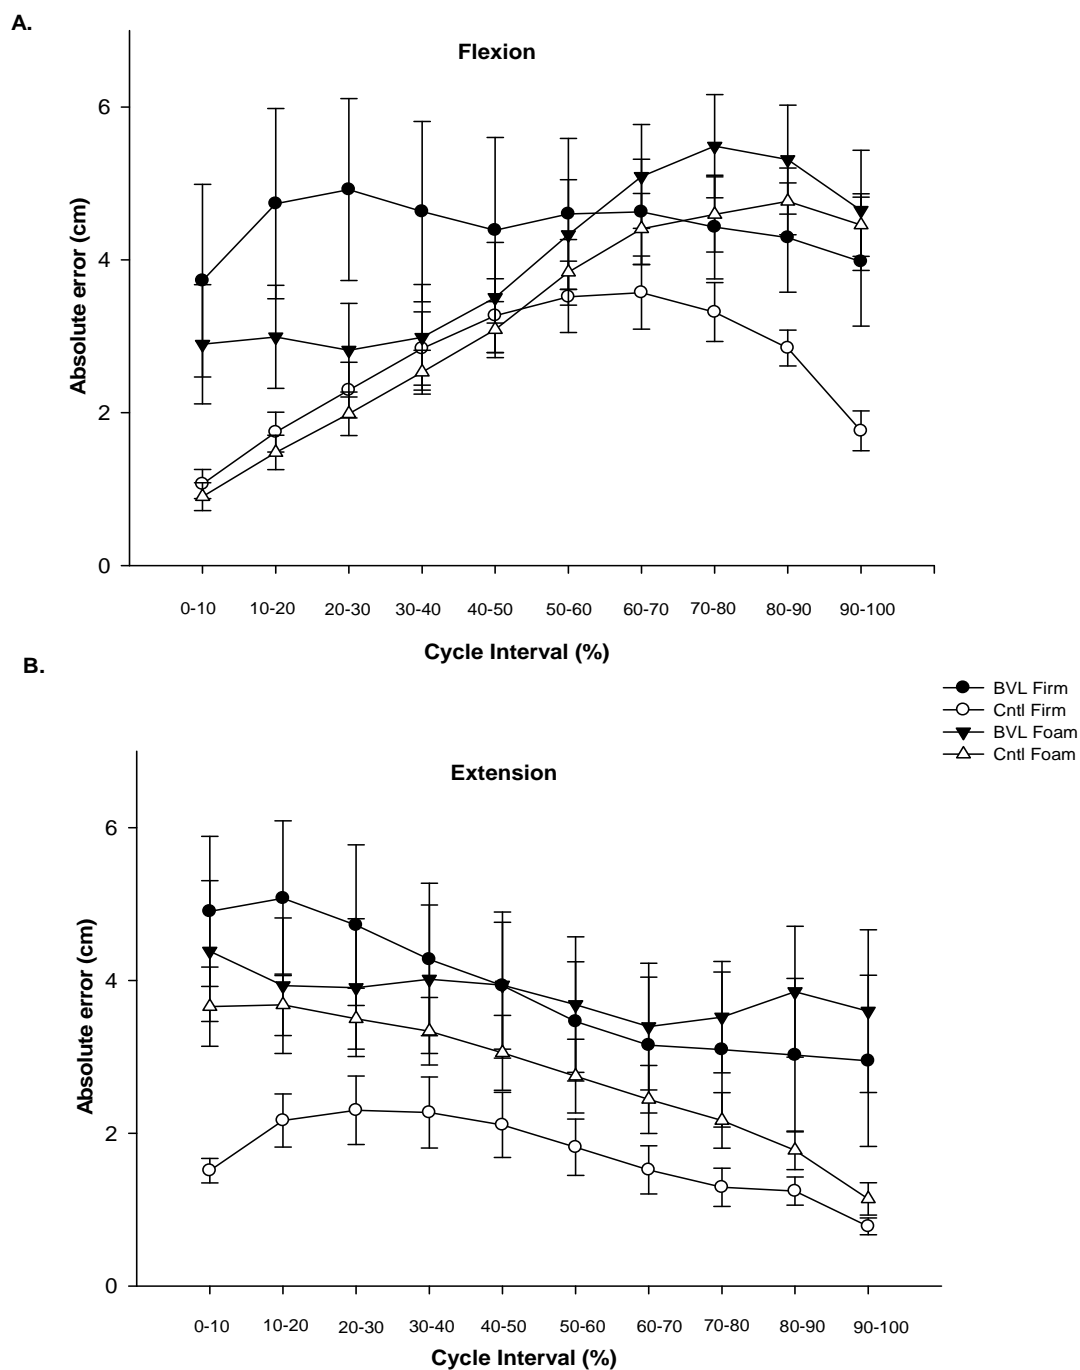 A.
Flexion
6
4
2
0
Absolute error (cm)
0-10 10-20 20-30 30-40 40-50 50-60 60-70 70-80 80-90 90-100
Cycle Interval (%)
B.
BVL Firm
Cntl Firm
BVL Foam
Cntl Foam
Extension
6
4
2
0
Absolute error (cm)
0-10 10-20 20-30 30-40 40-50 50-60 60-70 70-80 80-90 90-100
Cycle Interval (%)